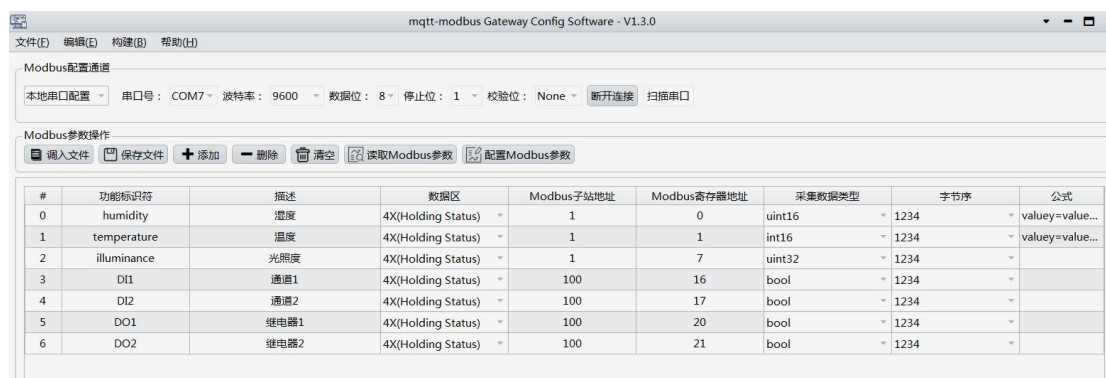 mqtt-modbus Gateway Config Software - V1.3.0
文件(F) 编辑(E) 构建(B) 帮助(H)
Modbus配置通道
本地串口配置 串口号： COM7 波特率： 9600 数据位： 8 停止位： 1 校验位： None 断开连接 扫描串口
Modbus参数操作
调入文件 保存文件 添加 删除 清空 读取Modbus参数 配置Modbus参数
# 功能标识符 描述 数据区 Modbus子站地址 Modbus寄存器地址 采集数据类型 字节序 公式
0 humidity 湿度 4X(Holding Status) 1 0 uint16 1234 valuey=value...
1 temperature 温度 4X(Holding Status) 1 1 int16 1234 valuey=value...
2 illuminance 光照度 4X(Holding Status) 1 7 uint32 1234
3 DI1 通道1 4X(Holding Status) 100 16 bool 1234
4 DI2 通道2 4X(Holding Status) 100 17 bool 1234
5 DO1 继电器1 4X(Holding Status) 100 20 bool 1234
6 DO2 继电器2 4X(Holding Status) 100 21 bool 1234